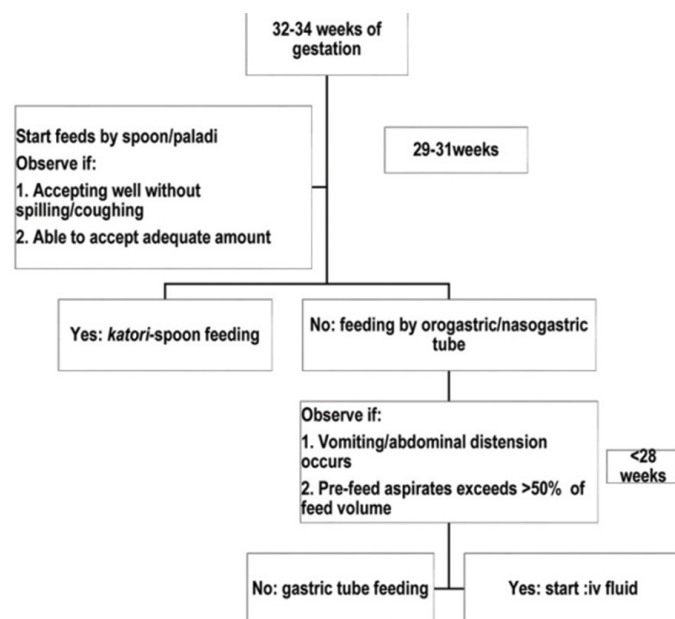 32-34 weeks of
gestation
Start feeds by spoon/paladi
Observe if:
1. Accepting well without
spilling/coughing
2. Able to accept adequate amount
29-31weeks
Yes: katori-spoon feeding
No: feeding by orogastric/nasogastric
tube
Observe if:
1. Vomiting/abdominal distension
occurs
2. Pre-feed aspirates exceeds >50% of
feed volume
<28
weeks
No: gastric tube feeding
Yes: start :iv fluid